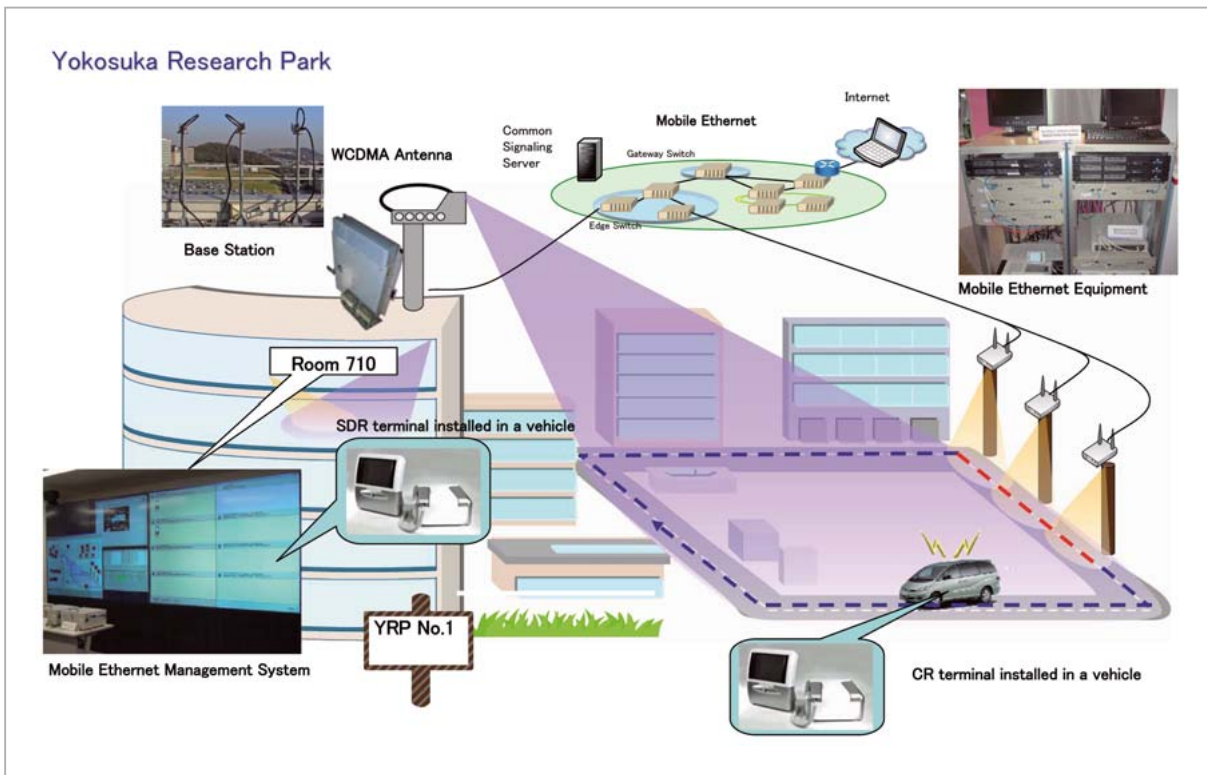 Yokosuka Research Park
Internet
Mobile Ethernet
Common
Signaling
Server
Gateway Switch
WCDMA Antenna
Edge Switch
Base Station
Mobile Ethernet Equipment
Room 710
SDR terminal installed in a vehicle
YRP No.1
Mobile Ethernet Management System
CR terminal installed in a vehicle